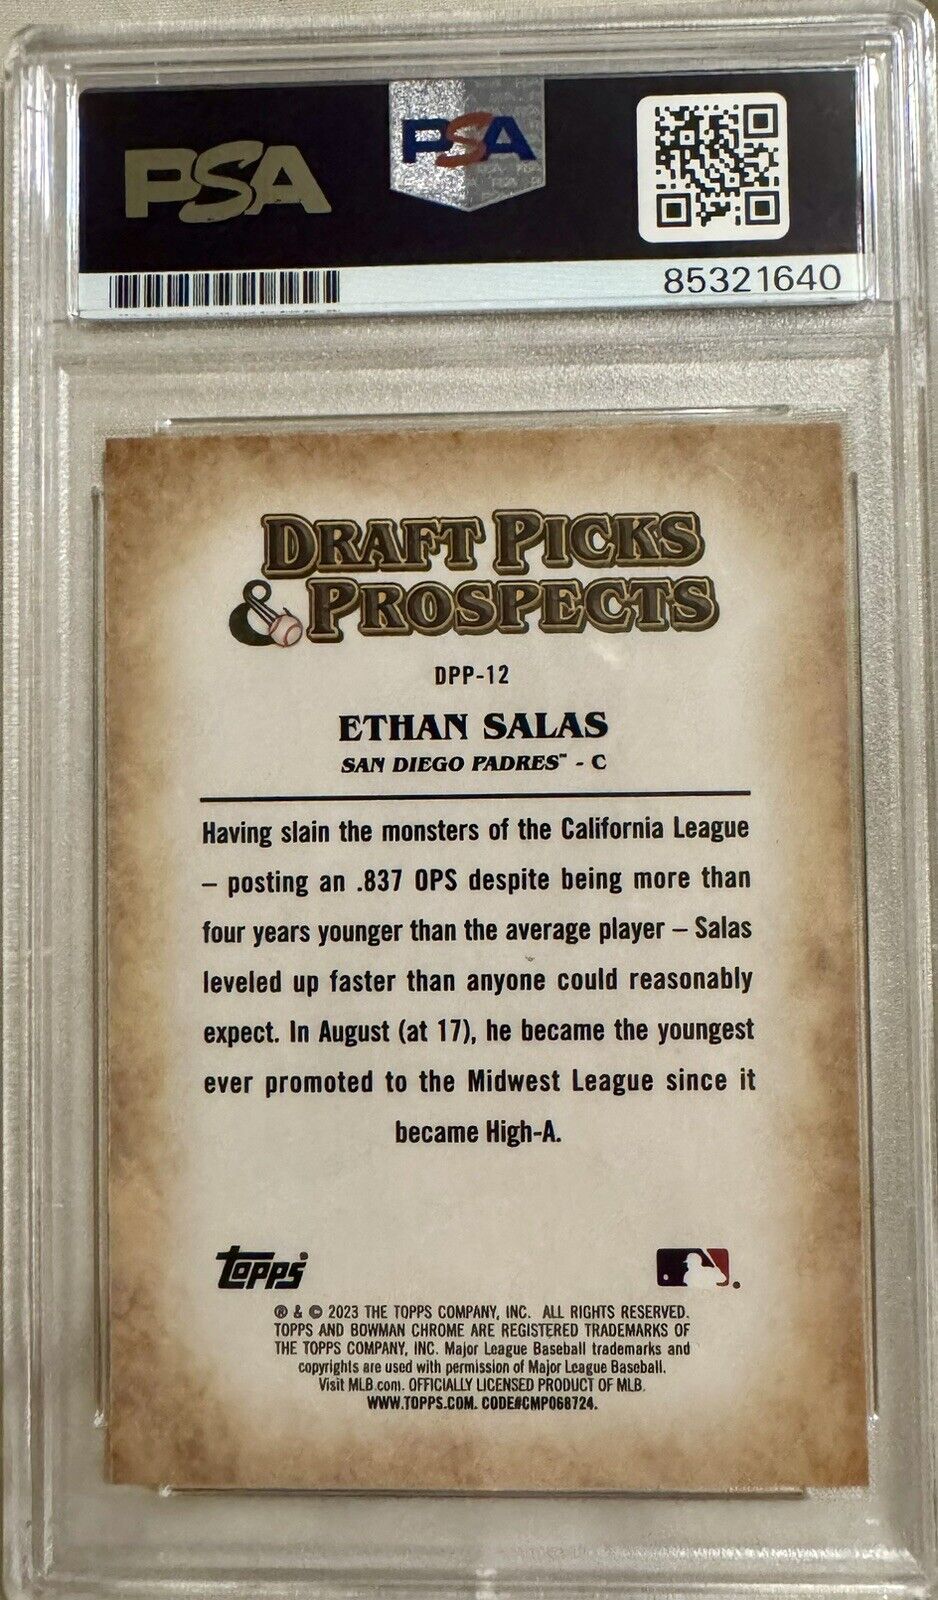 PSA
PSA
85321640
DRAFT PICKS
& PROSPECTS
DPP-12
ETHAN SALAS
SAN DIEGO PADRES™ - C
Having slain the monsters of the California League
– posting an .837 OPS despite being more than
four years younger than the average player – Salas
leveled up faster than anyone could reasonably
expect. In August (at 17), he became the youngest
ever promoted to the Midwest League since it
became High-A.
Topps®
® & © 2023 THE TOPPS COMPANY, INC. ALL RIGHTS RESERVED.
TOPPS AND BOWMAN CHROME ARE REGISTERED TRADEMARKS OF
THE TOPPS COMPANY, INC. Major League Baseball trademarks and
copyrights are used with permission of Major League Baseball.
Visit MLB.com. OFFICIALLY LICENSED PRODUCT OF MLB.
WWW.TOPPS.COM. CODE#CMP068724.